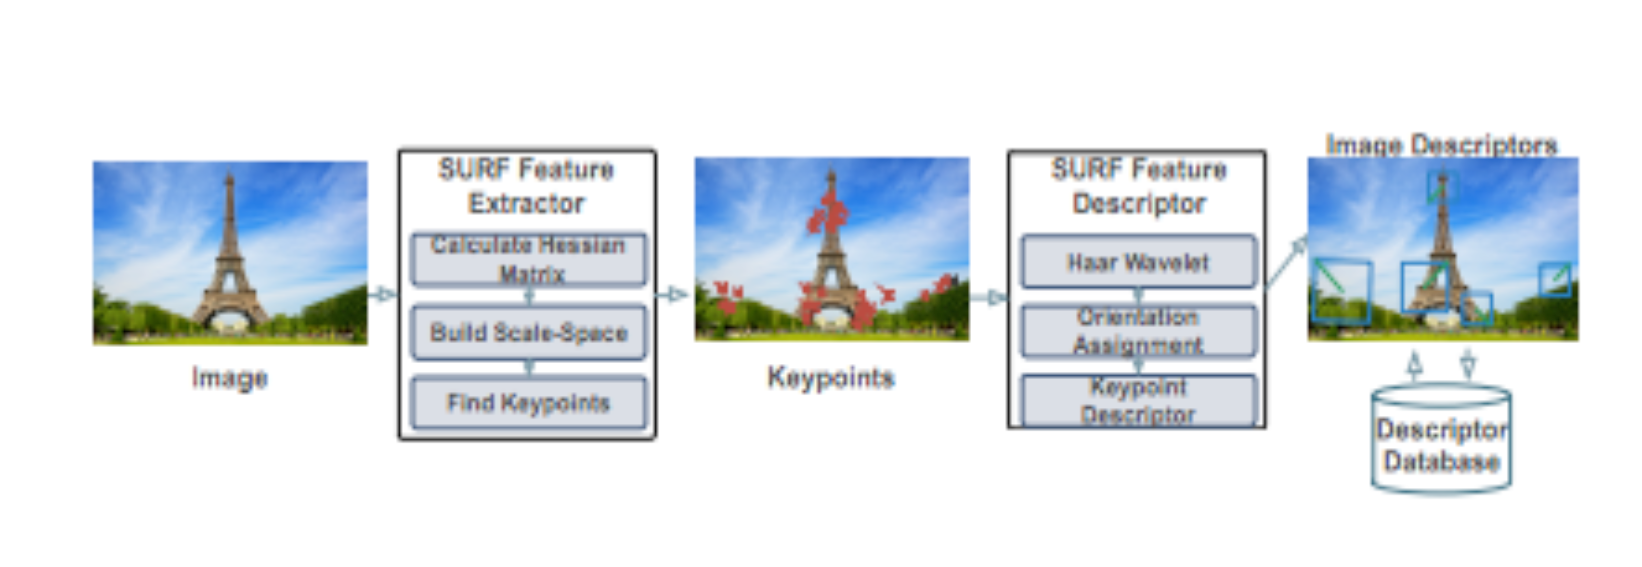 Image
SURF Feature
Extractor
Calculate Hessian
Matrix
Build Scale-Space
Find Keypoints
Keypoints
SURF Feature
Descriptor
Haar Wavelet
Orientation
Assignment
Keypoint
Descriptor
Image Descriptors
Descriptor
Database